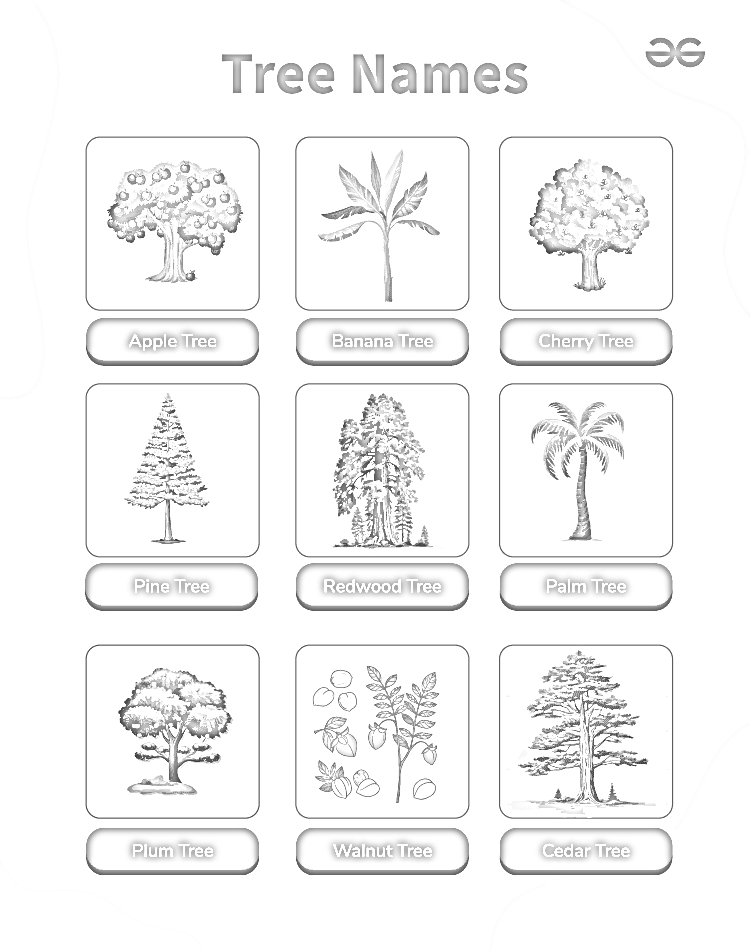 Tree Names
Apple Tree
Banana Tree
Cherry Tree
Pine Tree
Redwood Tree
Palm Tree
Plum Tree
Walnut Tree
Cedar Tree